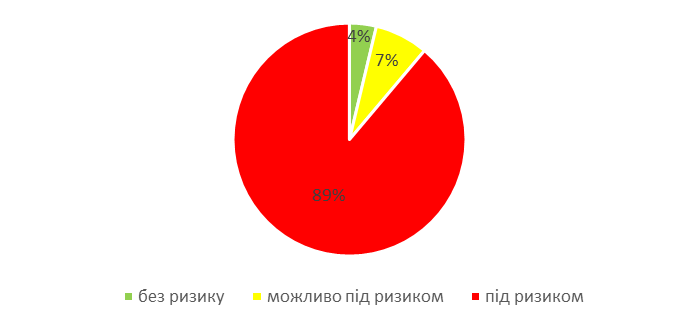 4%
7%
89%
без ризику можливо під ризиком під ризиком